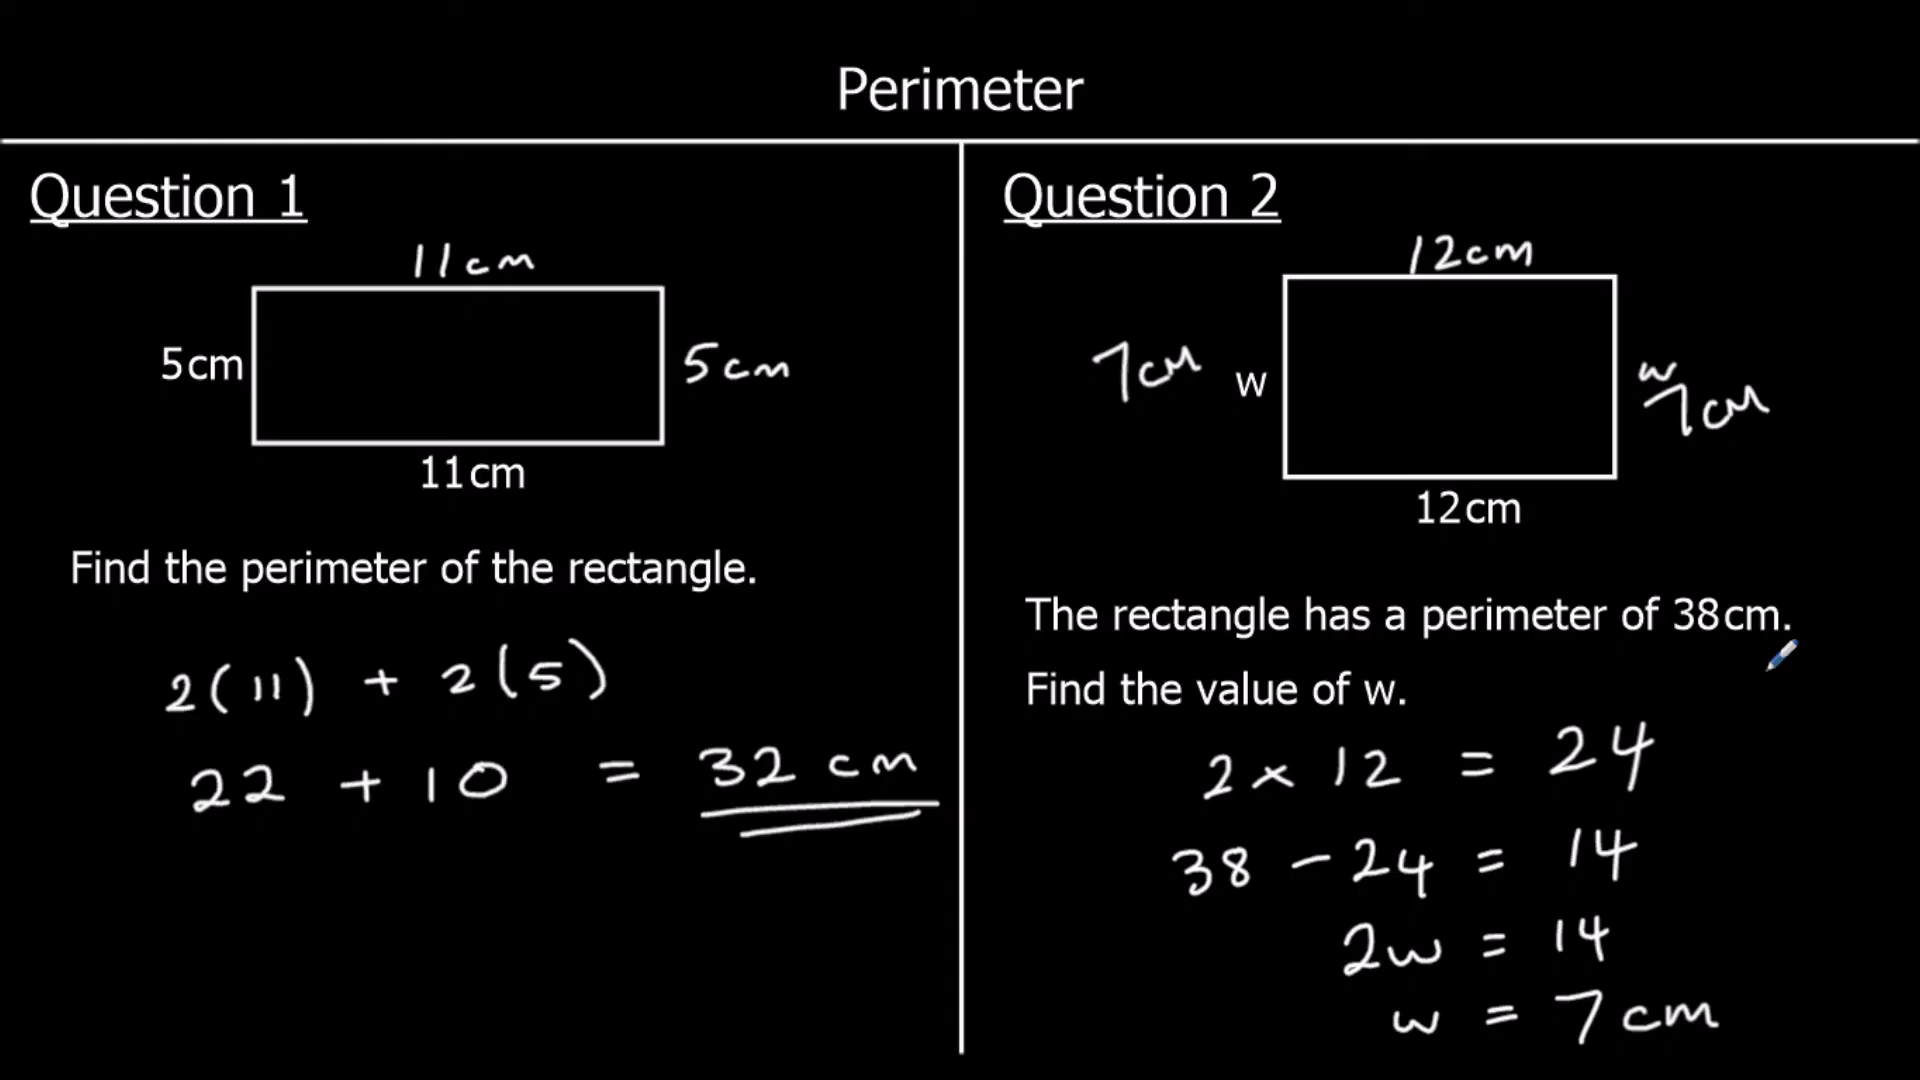 Perimeter
Question 1
11cm
5cm
5cm
11cm
Find the perimeter of the rectangle.
2(11) + 2(5)
22 + 10 = 32 cm
Question 2
12cm
7cm
w
w
7cm
12cm
The rectangle has a perimeter of 38cm.
Find the value of w.
2 × 12 = 24
38 - 24 = 14
2w = 14
w = 7cm